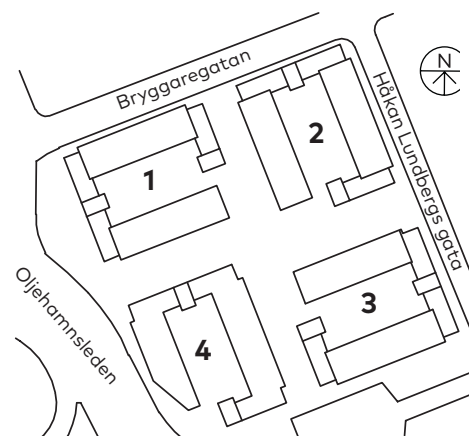 Bryggaregatan
N
Håkan Lundbergs gata
2
1
3
Oljehamnsleden
4